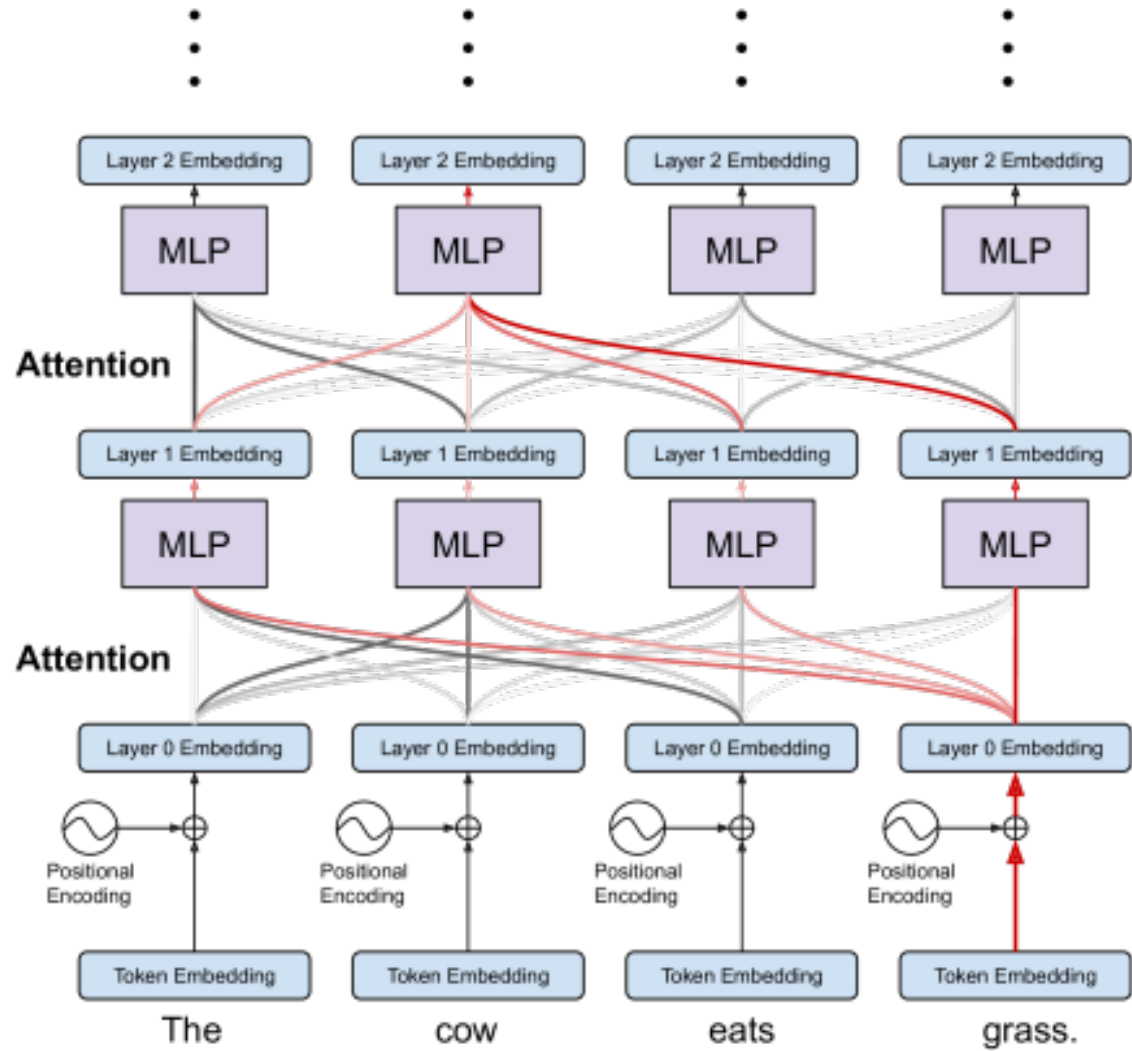 Layer 2 Embedding Layer 2 Embedding Layer 2 Embedding Layer 2 Embedding
MLP MLP MLP MLP
Attention
Layer 1 Embedding Layer 1 Embedding Layer 1 Embedding Layer 1 Embedding
MLP MLP MLP MLP
Attention
Layer 0 Embedding Layer 0 Embedding Layer 0 Embedding Layer 0 Embedding
Positional Positional Positional Positional
Encoding Encoding Encoding Encoding
Token Embedding Token Embedding Token Embedding Token Embedding
The cow eats grass.